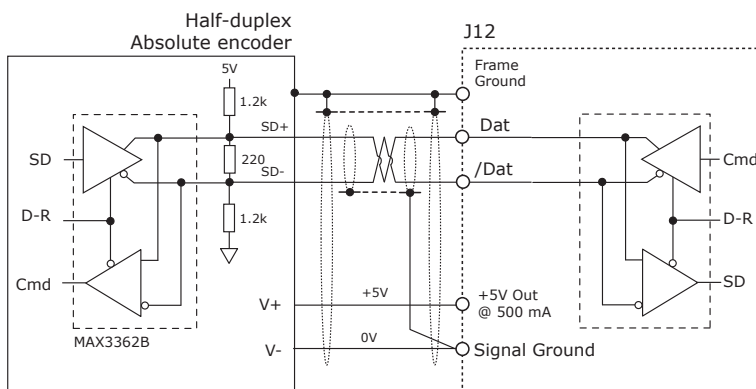 Half-duplex
Absolute encoder
J12
5V
Frame
Ground
1.2k
SD+
Dat
SD
220
Cmd
SD-
/Dat
D-R
1.2k
D-R
Cmd
SD
V+
+5V
+5V Out
@ 500 mA
MAX3362B
V-
0V
Signal Ground